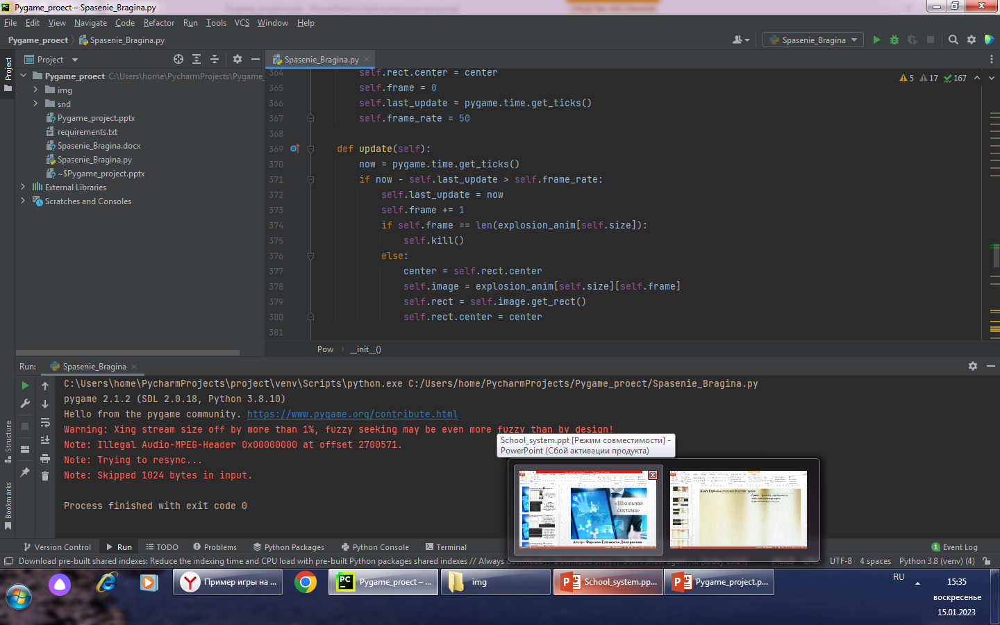 Pygame_proect – Spasenie_Bragina.py
File Edit View Navigate Code Refactor Run Tools VCS Window Help
Pygame_proect Spasenie_Bragina.py
Spasenie_Bragina
Project
Spasenie_Bragina.py
Project
Pygame_proect C:\Users\home\PycharmProjects\Pygame_
img
snd
Pygame_project.pptx
requirements.txt
Spasenie_Bragina.docx
Spasenie_Bragina.py
~$Pygame_project.pptx
External Libraries
Scratches and Consoles
5 17 167
364 self.rect.center = center
365 self.frame = 0
366 self.last_update = pygame.time.get_ticks()
367 self.frame_rate = 50
368
369 def update(self):
370 now = pygame.time.get_ticks()
371 if now - self.last_update > self.frame_rate:
372 self.last_update = now
373 self.frame += 1
374 if self.frame == len(explosion_anim[self.size]):
375 self.kill()
376 else:
377 center = self.rect.center
378 self.image = explosion_anim[self.size][self.frame]
379 self.rect = self.image.get_rect()
380 self.rect.center = center
381
Pow __init__()
Run: Spasenie_Bragina
C:\Users\home\PycharmProjects\project\venv\Scripts\python.exe C:/Users/home/PycharmProjects/Pygame_proect/Spasenie_Bragina.py
pygame 2.1.2 (SDL 2.0.18, Python 3.8.10)
Hello from the pygame community. https://www.pygame.org/contribute.html
Warning: Xing stream size off by more than 1%, fuzzy seeking may be even more fuzzy than by design!
Note: Illegal Audio-MPEG-Header 0x00000000 at offset 2700571.
Note: Trying to resync...
Note: Skipped 1024 bytes in input.
Process finished with exit code 0
Structure
Bookmarks
School_system.ppt [Режим совместимости] -
PowerPoint (Сбой активации продукта)
«Школьная
система»
Version Control Run TODO Problems Python Packages Python Console Terminal
1 Event Log
Download pre-built shared indexes: Reduce the indexing time and CPU load with pre-built Python packages shared indexes // Always
UTF-8 4 spaces Python 3.8 (venv) (4)
Пример игры на ...
Pygame_proect – ...
img
School_system.pp...
Pygame_project.p...
RU
15:35
воскресенье
15.01.2023